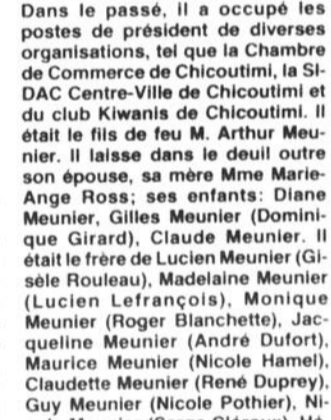 Dans le passé, il a occupé les
postes de président de diverses
organisations, tel que la Chambre
de Commerce de Chicoutimi, la SI-
DAC Centre-Ville de Chicoutimi et
du club Kiwanis de Chicoutimi. Il
était le fils de feu M. Arthur Meu-
nier. Il laisse dans le deuil outre
son épouse, sa mère Mme Marie-
Ange Ross; ses enfants: Diane
Meunier, Gilles Meunier (Domini-
que Girard), Claude Meunier. Il
était le frère de Lucien Meunier (Gi-
sèle Rouleau), Madelaine Meunier
(Lucien Lefrançois), Monique
Meunier (Roger Blanchette), Jac-
queline Meunier (André Dufort),
Maurice Meunier (Nicole Hamel),
Claudette Meunier (René Duprey),
Guy Meunier (Nicole Pothier), Ni-